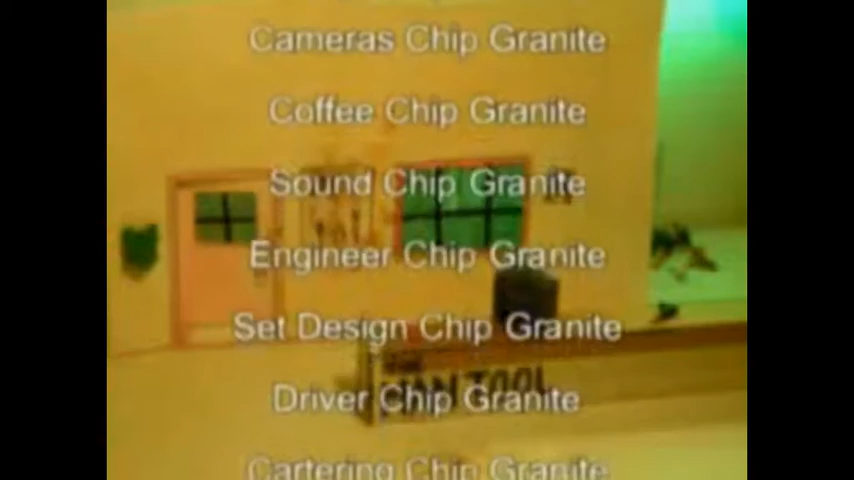 Cameras Chip Granite
Coffee Chip Granite
Sound Chip Granite
Engineer Chip Granite
Set Design Chip Granite
Driver Chip Granite
TOOL
Cartering Chip Granite